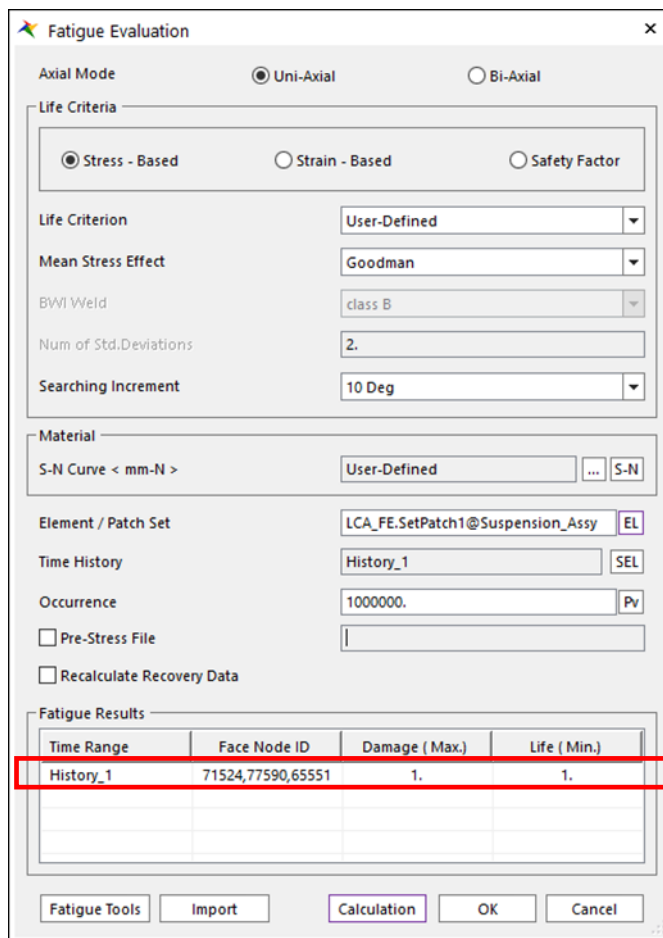 Fatigue Evaluation
Axial Mode Uni-Axial Bi-Axial
Life Criteria
Stress - Based Strain - Based Safety Factor
Life Criterion User-Defined
Mean Stress Effect Goodman
BWI Weld class B
Num of Std.Deviations 2.
Searching Increment 10 Deg
Material
S-N Curve < mm-N > User-Defined ... S-N
Element / Patch Set LCA_FE.SetPatch1@Suspension_Assy EL
Time History History_1 SEL
Occurrence 1000000. Pv
Pre-Stress File
Recalculate Recovery Data
Fatigue Results
Time Range Face Node ID Damage ( Max.) Life ( Min.)
History_1 71524,77590,65551 1. 1.
Fatigue Tools Import Calculation OK Cancel